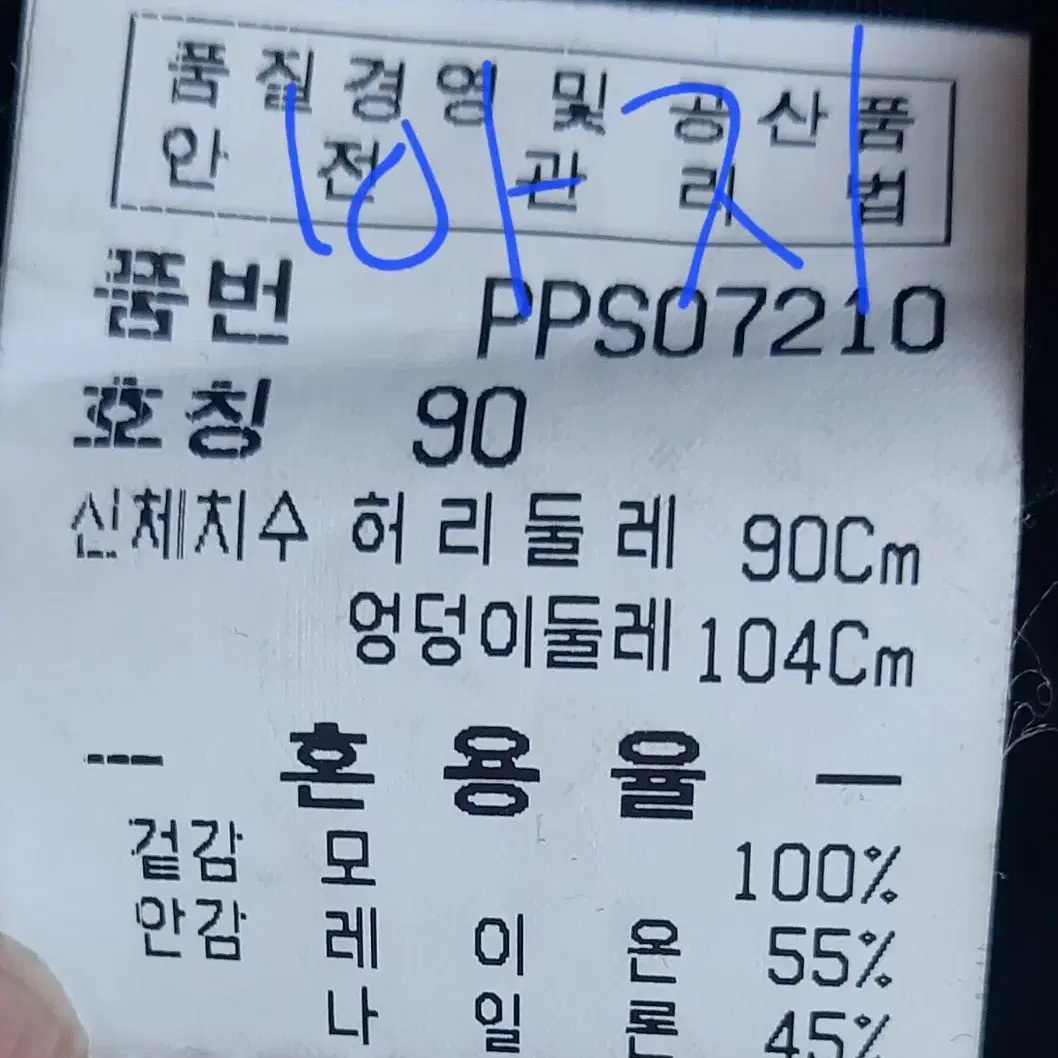 바지
품질경영 및 공산품
안전관리법
품번 PPS07210
호칭 90
신체치수 허리둘레 90Cm
엉덩이둘레 104Cm
--- 혼용율 —
겉감 모 100%
안감 레이온 55%
나일론 45%